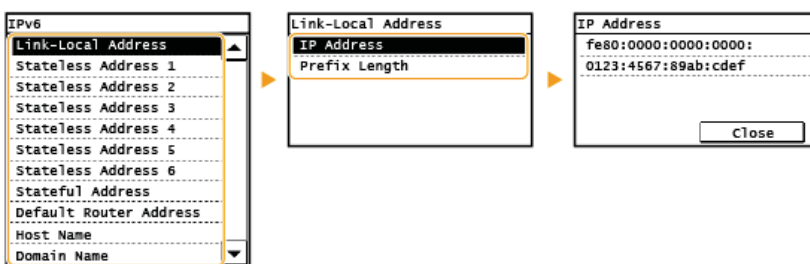 IPv6
Link-Local Address
Stateless Address 1
Stateless Address 2
Stateless Address 3
Stateless Address 4
Stateless Address 5
Stateless Address 6
Stateful Address
Default Router Address
Host Name
Domain Name
Link-Local Address
IP Address
Prefix Length
IP Address
fe80:0000:0000:0000:
0123:4567:89ab:cdef
Close